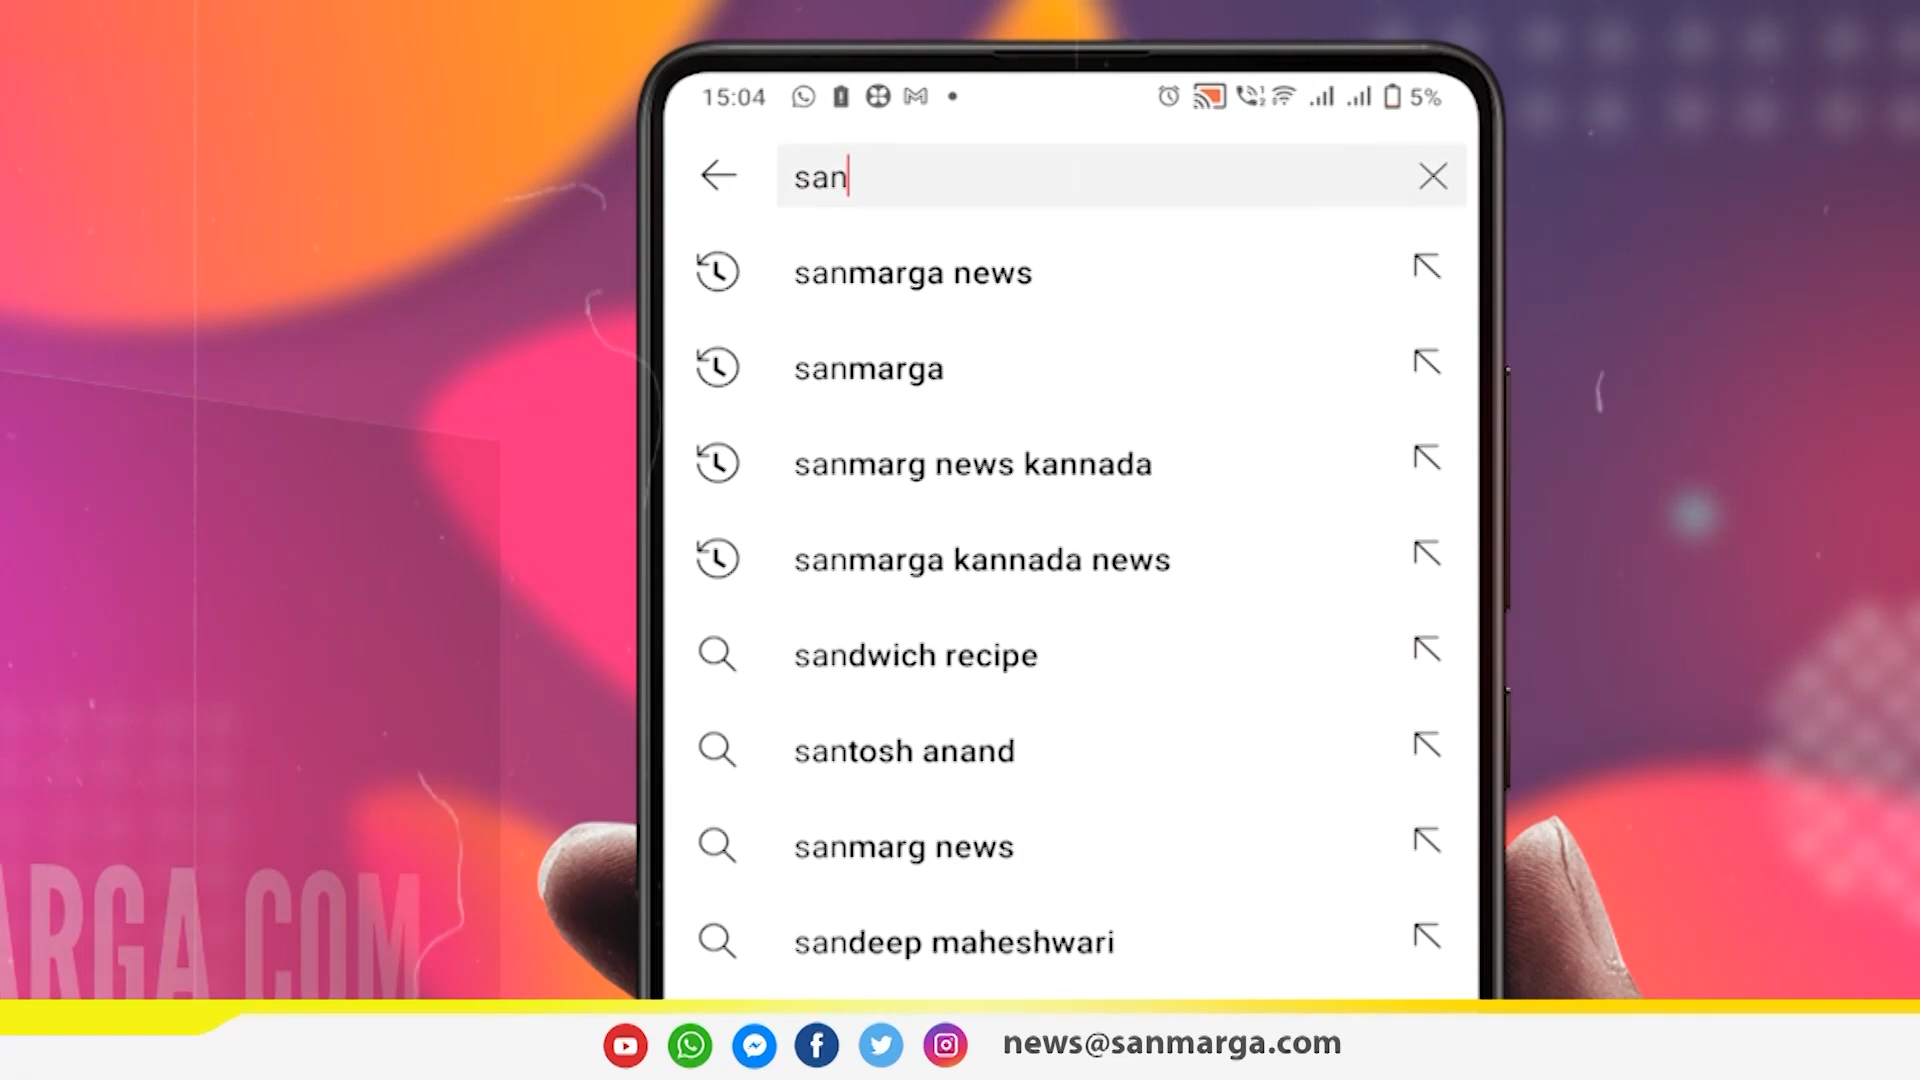 15:04
5%
san
sanmarga news
sanmarga
sanmarg news kannada
sanmarga kannada news
sandwich recipe
santosh anand
sanmarg news
sandeep maheshwari
ARGA.COM
news@sanmarga.com